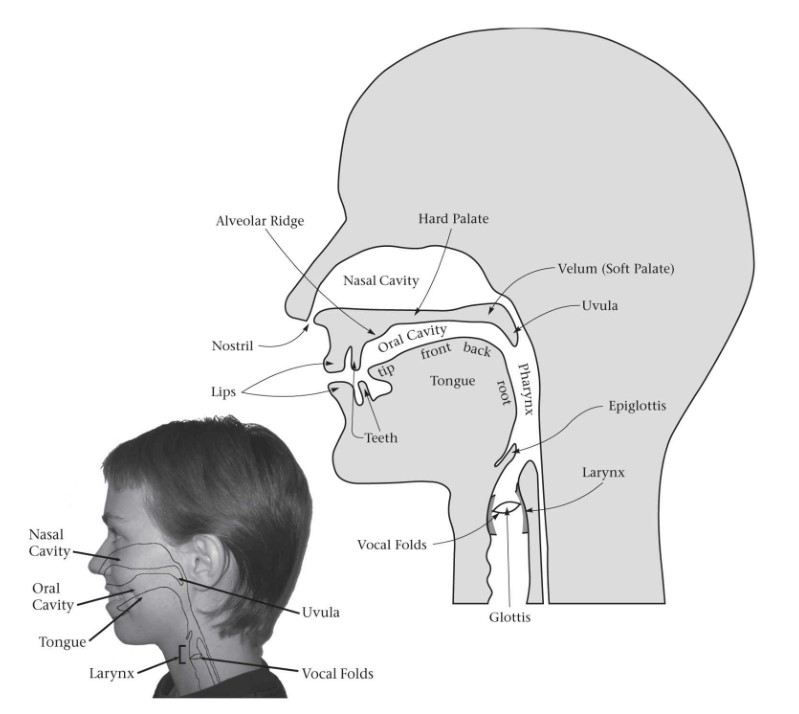 Alveolar Ridge
Hard Palate
Nasal Cavity
Velum (Soft Palate)
Uvula
Nostril
Oral Cavity
tip
front
back
Tongue
root
Pharynx
Lips
Teeth
Epiglottis
Larynx
Vocal Folds
Glottis
Nasal
Cavity
Oral
Cavity
Tongue
Larynx
Uvula
Vocal Folds